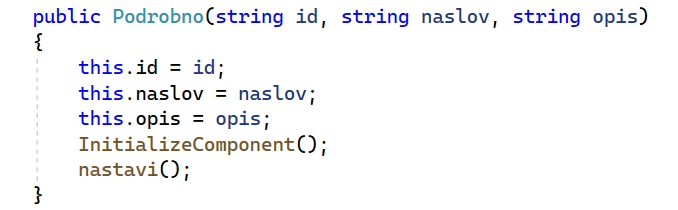 public Podrobno(string id, string naslov, string opis)
{
    this.id = id;
    this.naslov = naslov;
    this.opis = opis;
    InitializeComponent();
    nastavi();
}